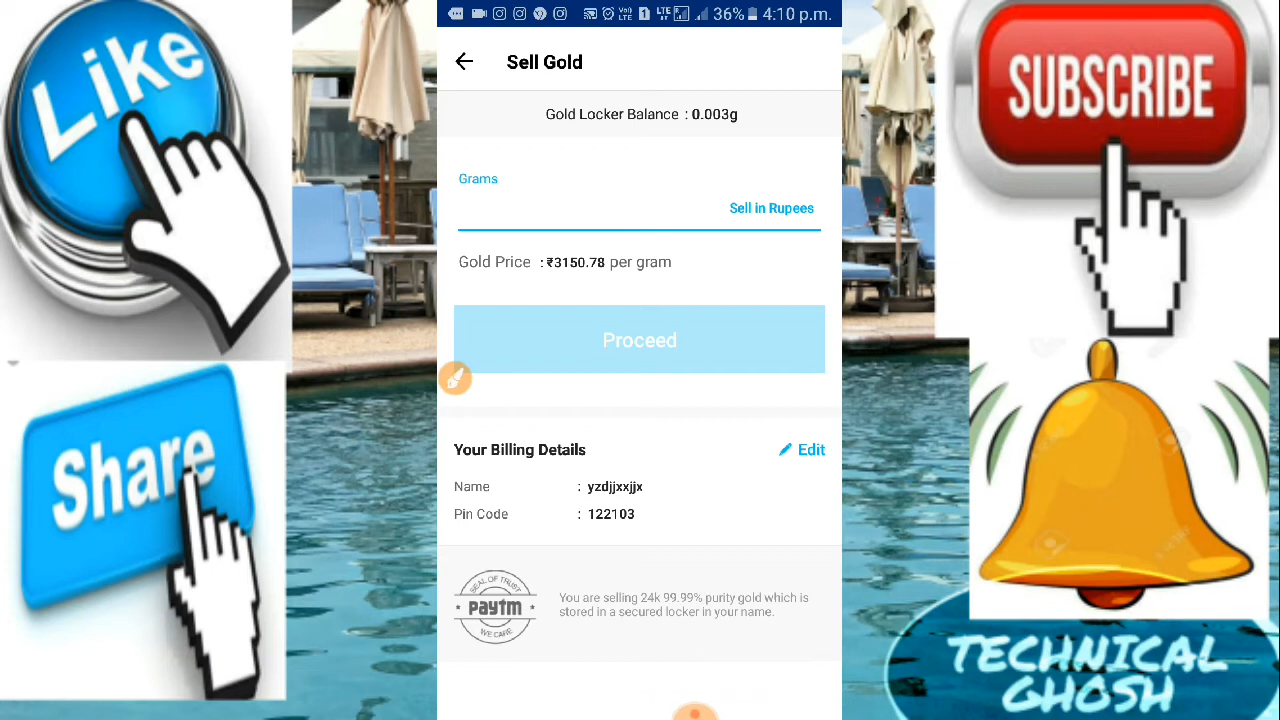 Like
Share
36% 4:10 p.m.
Sell Gold
Gold Locker Balance : 0.003g
Grams
Sell in Rupees
Gold Price : ₹3150.78 per gram
Proceed
Your Billing Details
Edit
Name : yzdjjxxjjx
Pin Code : 122103
SEAL OF TRUST
paytm
WE CARE
You are selling 24k 99.99% purity gold which is
stored in a secured locker in your name.
SUBSCRIBE
TECHNICAL
GHOSH